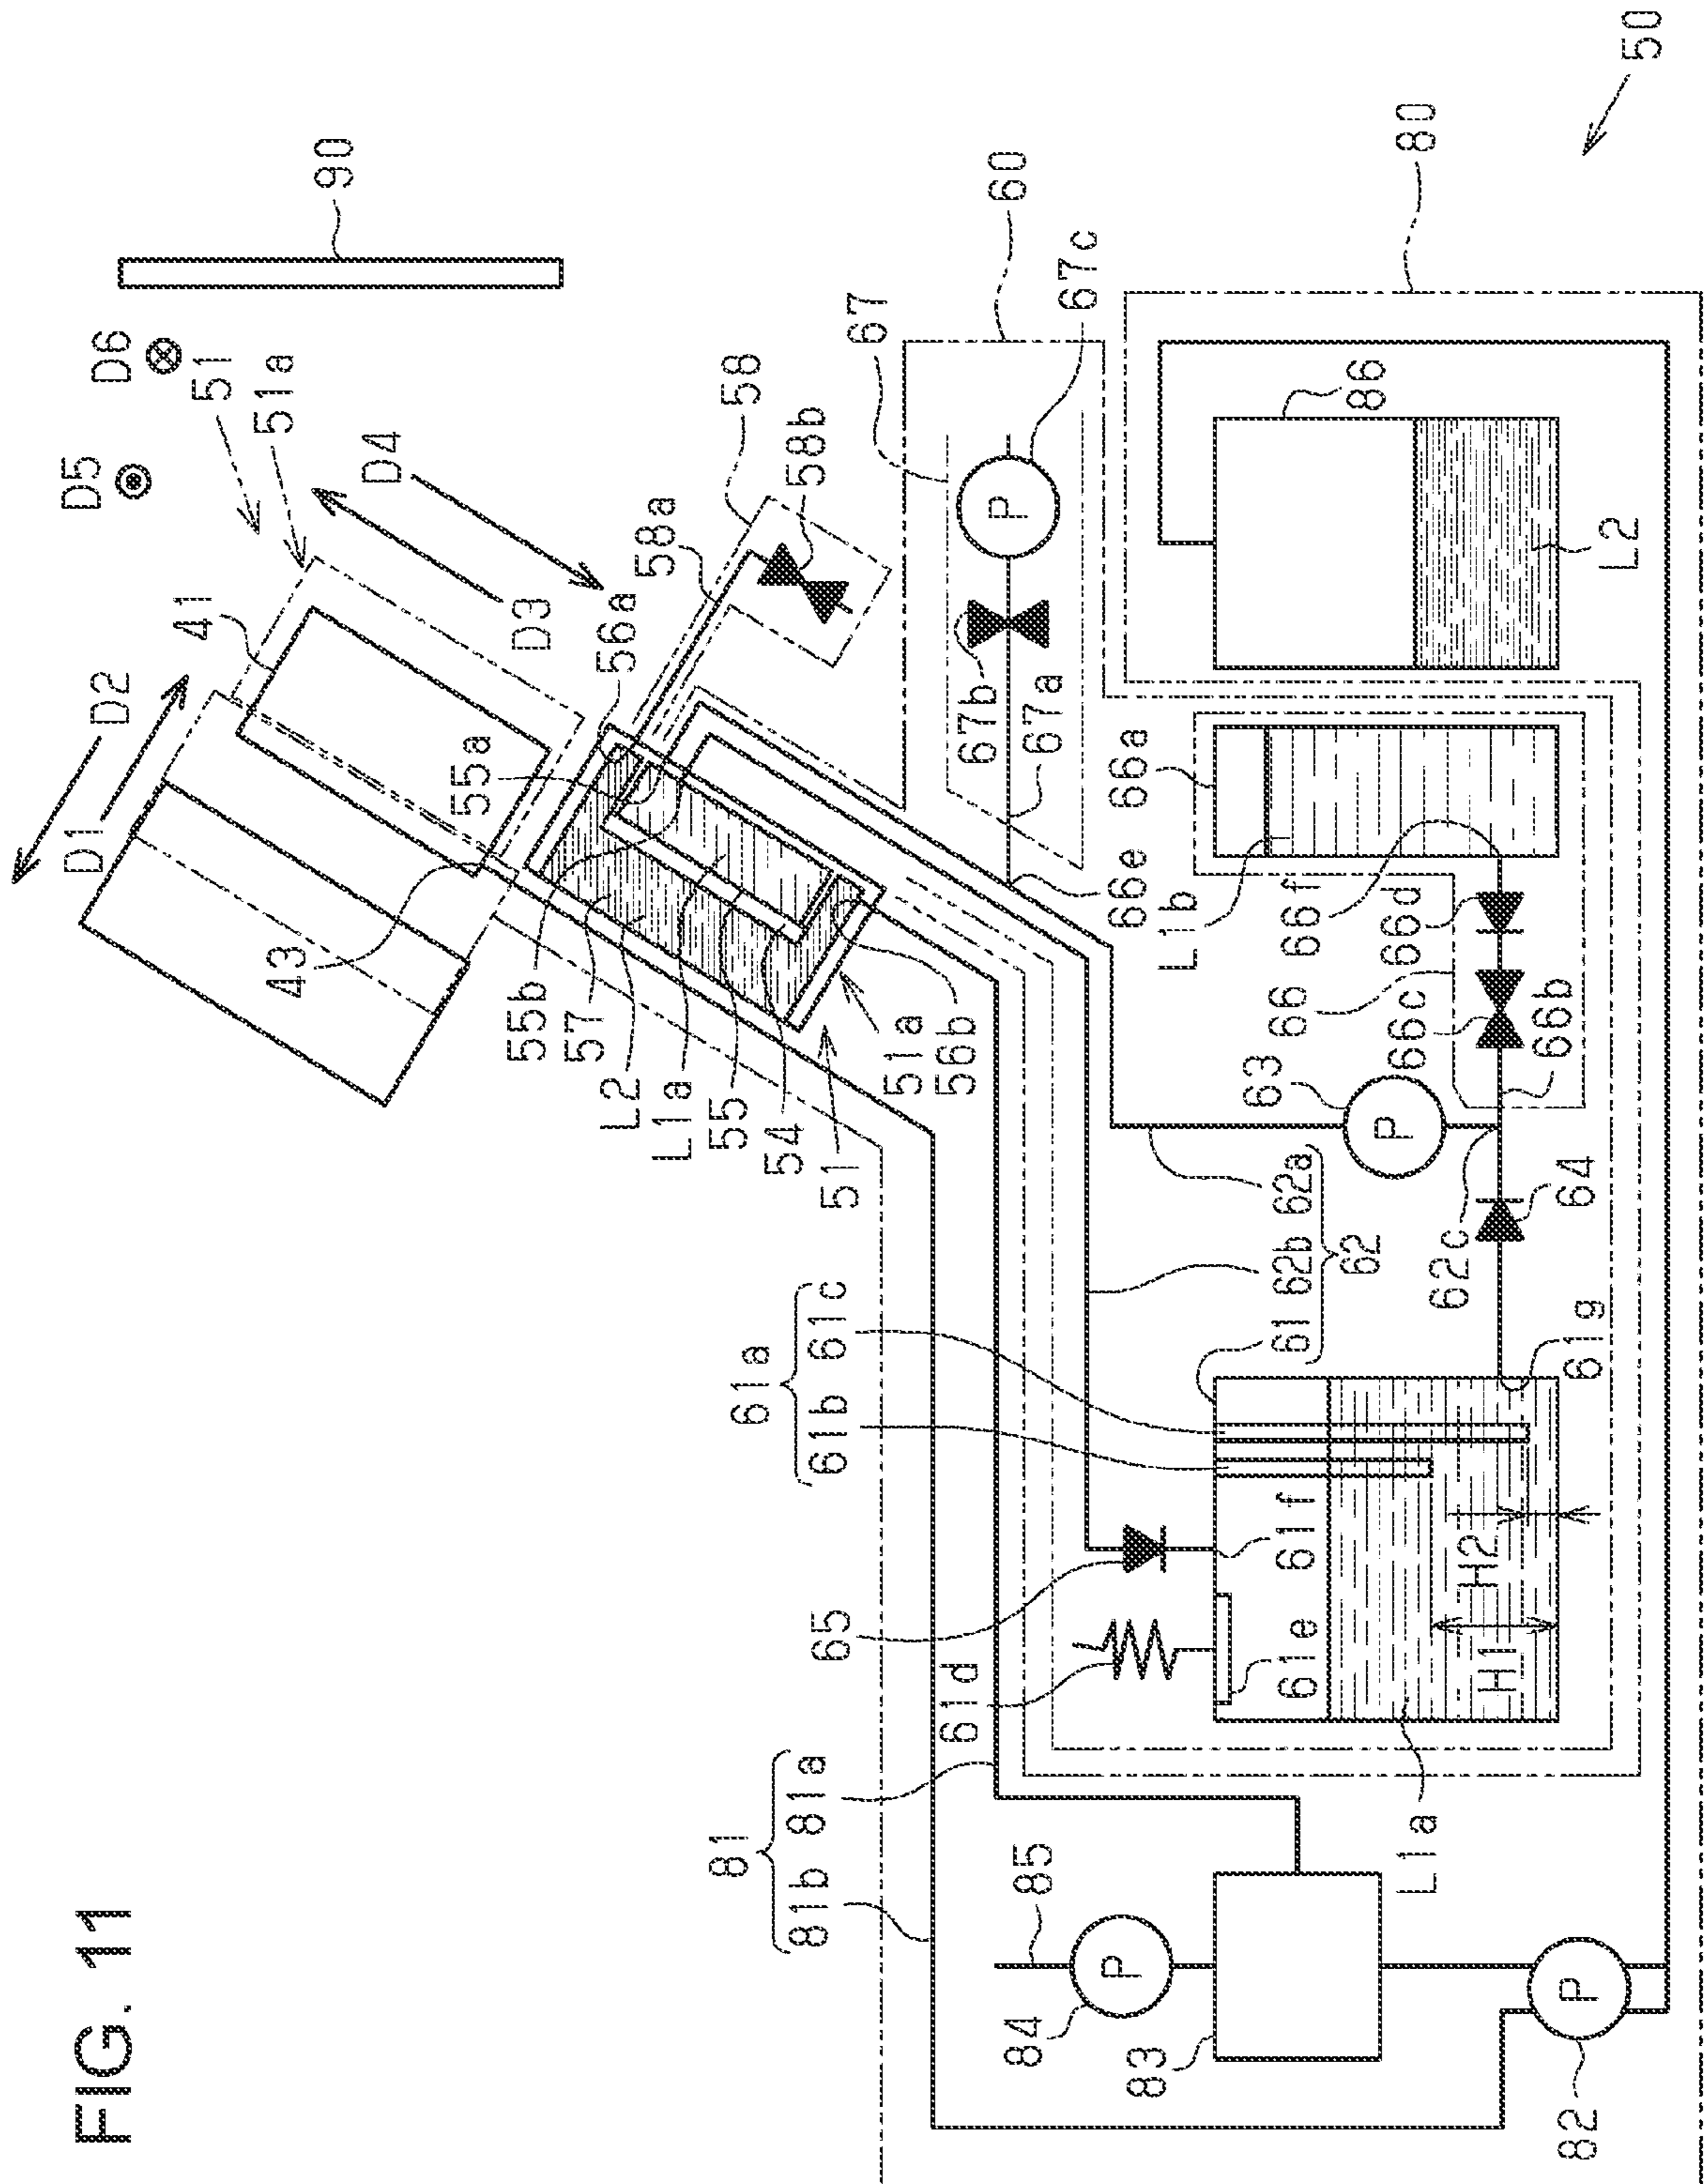 FIG. 11
D1
D2
D5
D6
90
51
51a
41
43
D3
D4
58
58a
58b
56a
55a
55b
57
L2
L1a
55
54
51
51a
56b
60
67
67c
67b
67a
66e
80
50
86
L2
66a
L1b
66f
66d
66
66c
66b
63
62a
62b
61
62
64
62c
61g
61a
61c
61b
61f
61e
65
61d
H2
H1
L1a
81
81a
81b
85
P
84
83
P
82
P
P